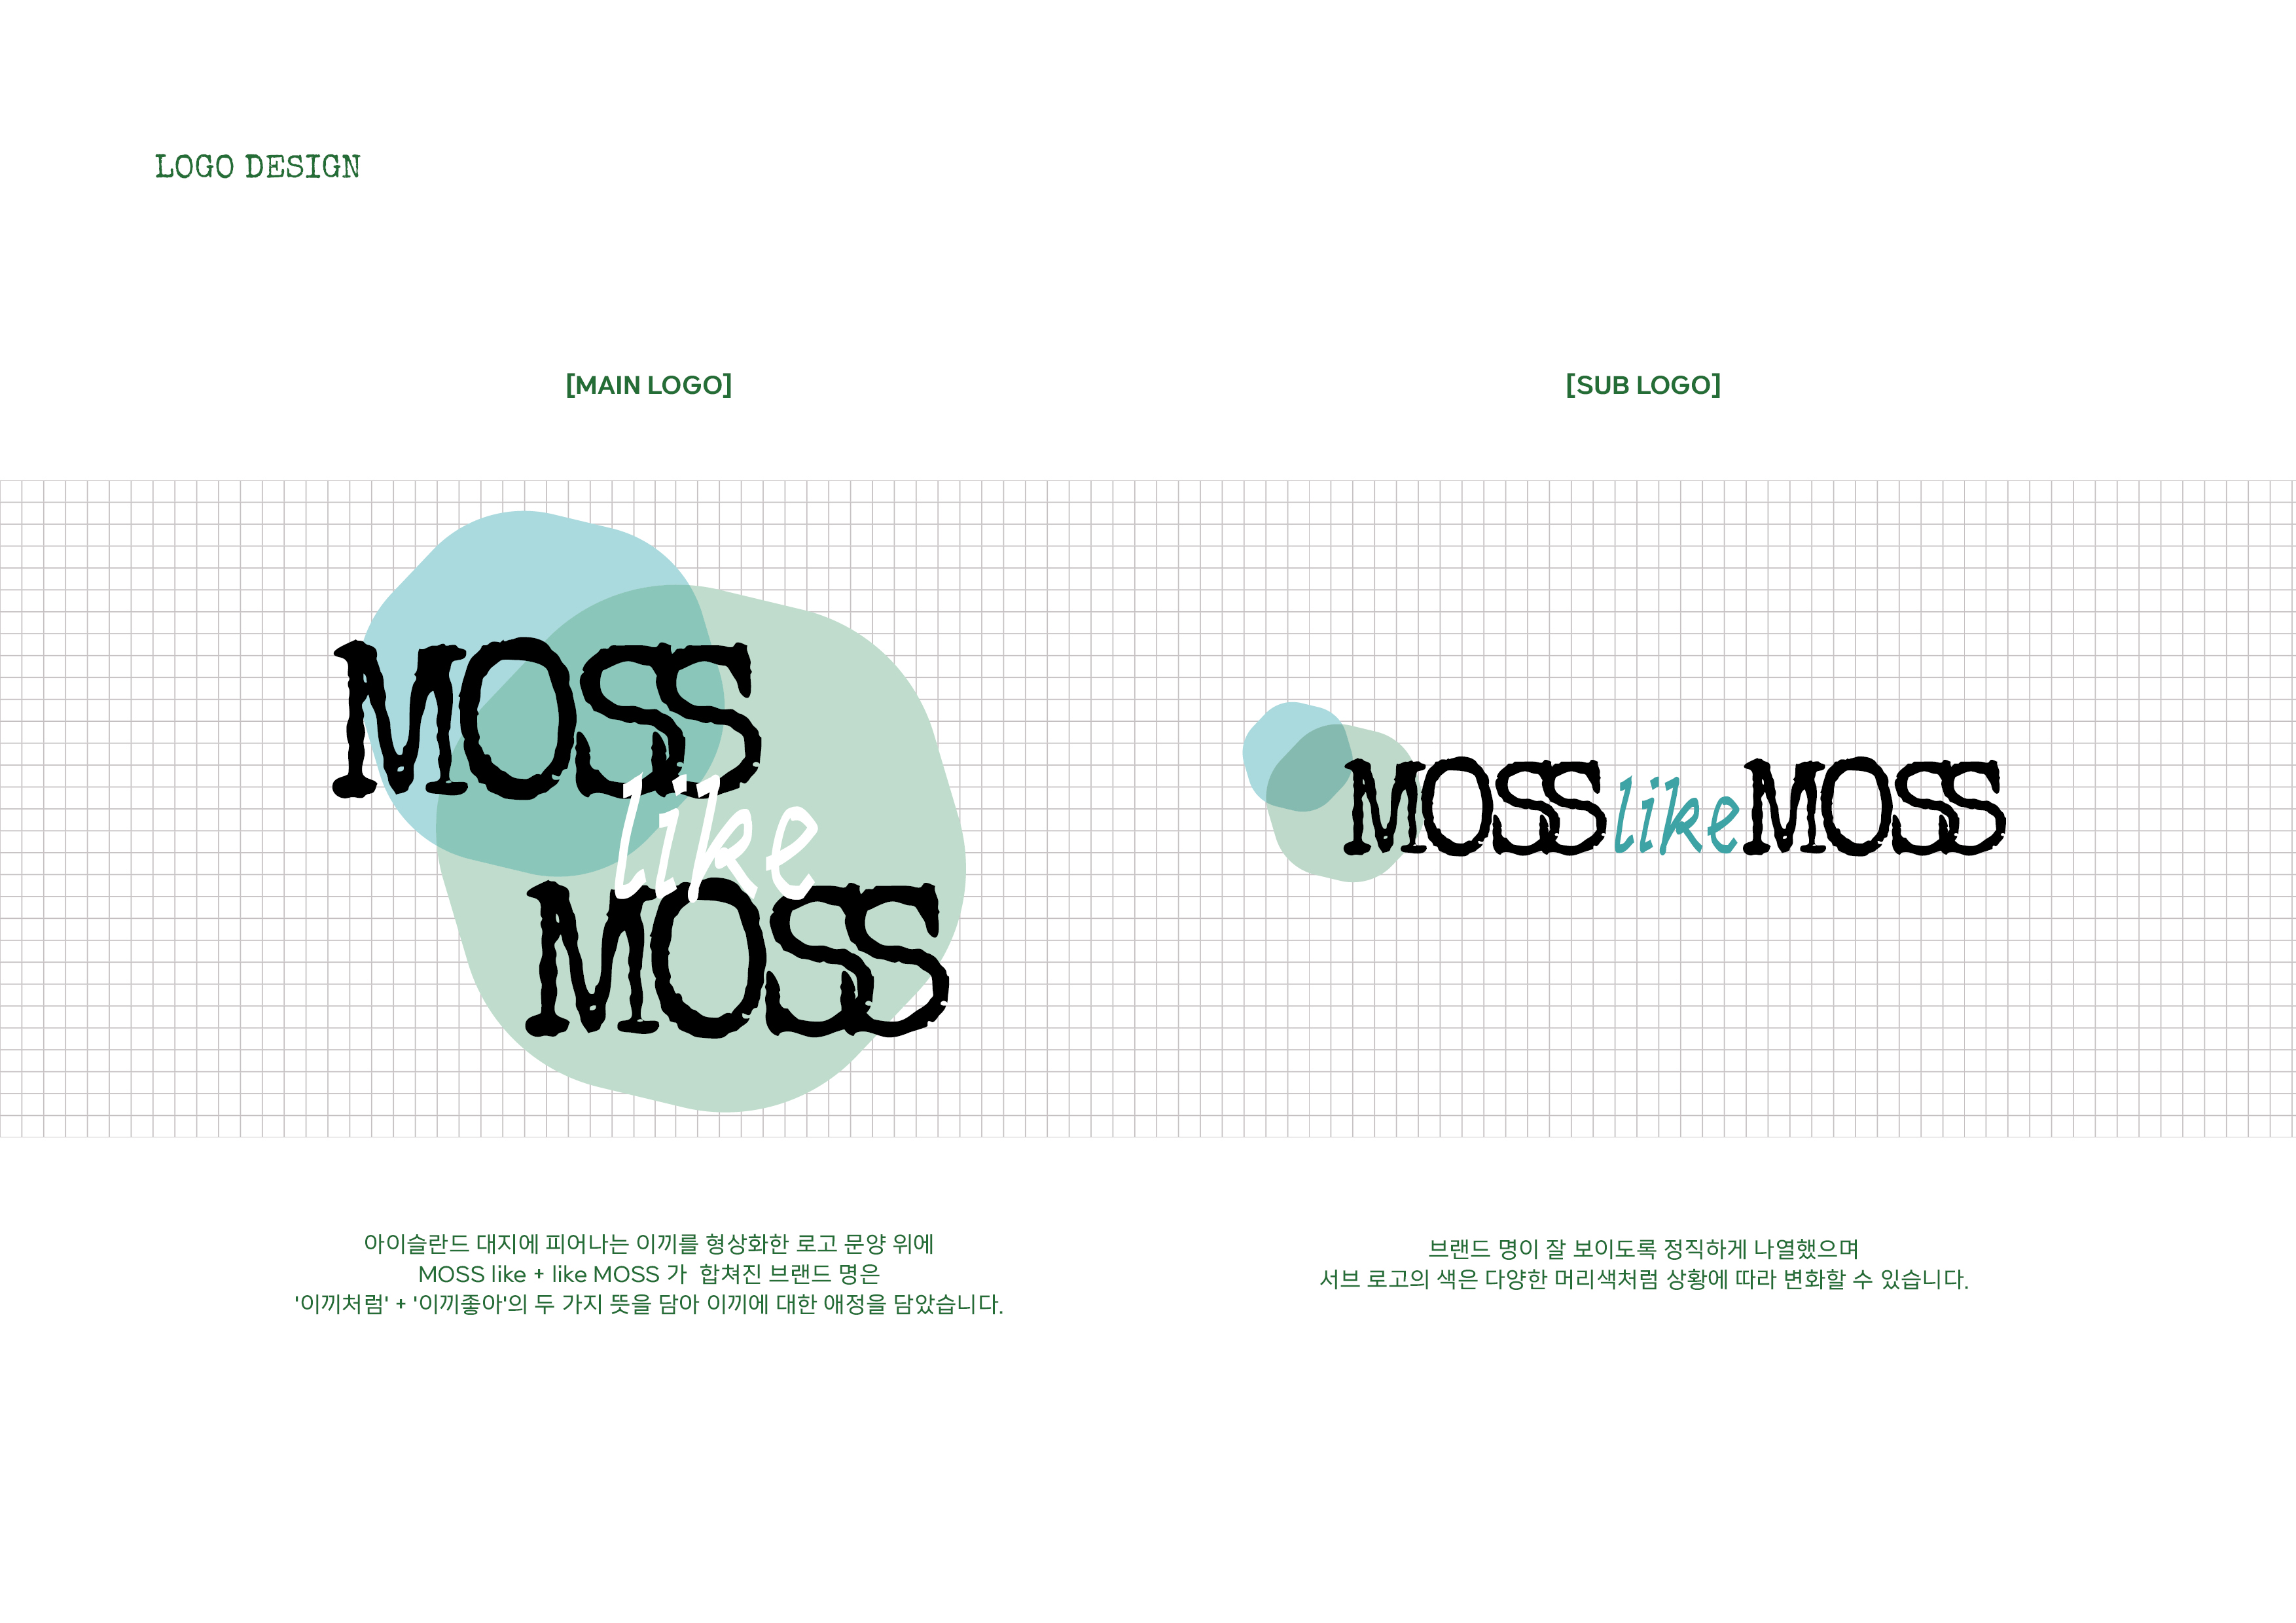 LOGO DESIGN
[MAIN LOGO]
[SUB LOGO]
MOSS
like
MOSS
MOSS like MOSS
아이슬란드 대지에 피어나는 이끼를 형상화한 로고 문양 위에
MOSS like + like MOSS 가 합쳐진 브랜드 명은
'이끼처럼' + '이끼좋아'의 두 가지 뜻을 담아 이끼에 대한 애정을 담았습니다.
브랜드 명이 잘 보이도록 정직하게 나열했으며
서브 로고의 색은 다양한 머리색처럼 상황에 따라 변화할 수 있습니다.